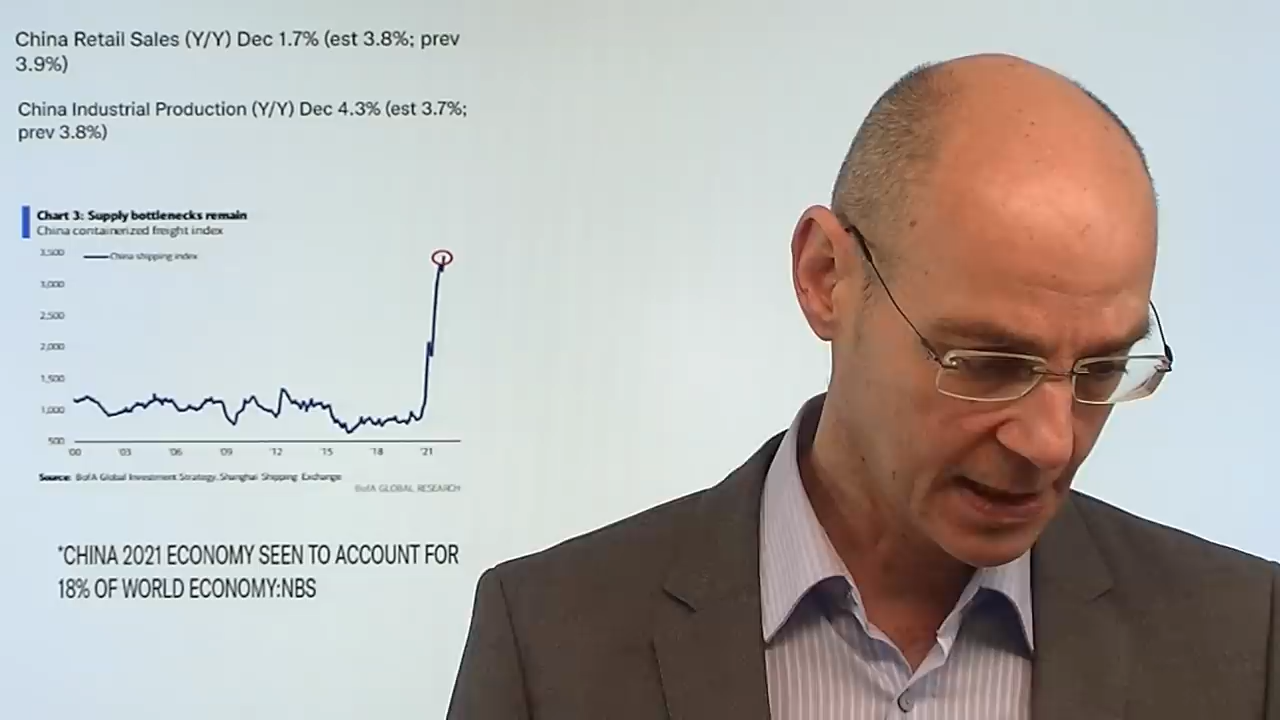 China Retail Sales (Y/Y) Dec 1.7% (est 3.8%; prev
3.9%)
China Industrial Production (Y/Y) Dec 4.3% (est 3.7%;
prev 3.8%)
Chart 3: Supply bottlenecks remain
China containerized freight index
3,500
China shipping index
3,000
2,500
2,000
1,500
1,000
500
'00 '03 '06 '09 '12 '15 '18 '21
Source: BofA Global Investment Strategy, Shanghai Shipping Exchange
BofA GLOBAL RESEARCH
*CHINA 2021 ECONOMY SEEN TO ACCOUNT FOR
18% OF WORLD ECONOMY:NBS